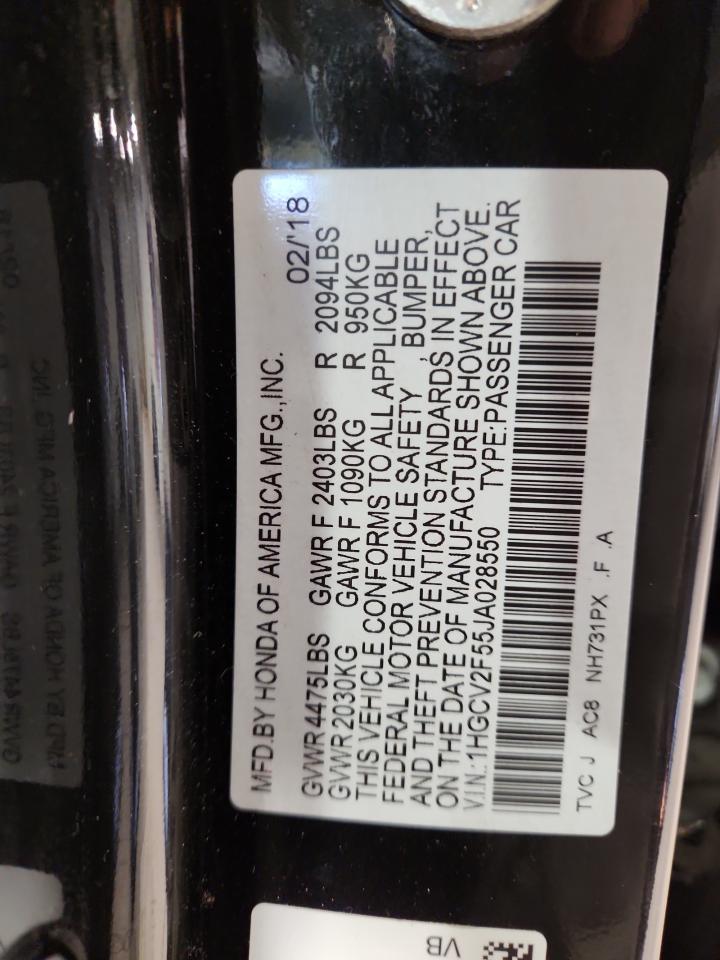 MFD.BY HONDA OF AMERICA MFG.,INC. 02/'18
GVWR 4475LBS GAWR F 2403LBS R 2094LBS
GVWR 2030KG GAWR F 1090KG R 950KG
THIS VEHICLE CONFORMS TO ALL APPLICABLE
FEDERAL MOTOR VEHICLE SAFETY , BUMPER,
AND THEFT PREVENTION STANDARDS, IN EFFECT
ON THE DATE OF MANUFACTURE SHOWN ABOVE.
V.I.N.:1HGCV2F55JA028550 TYPE:PASSENGER CAR
TVC J AC8 NH731PX .F .A
VB